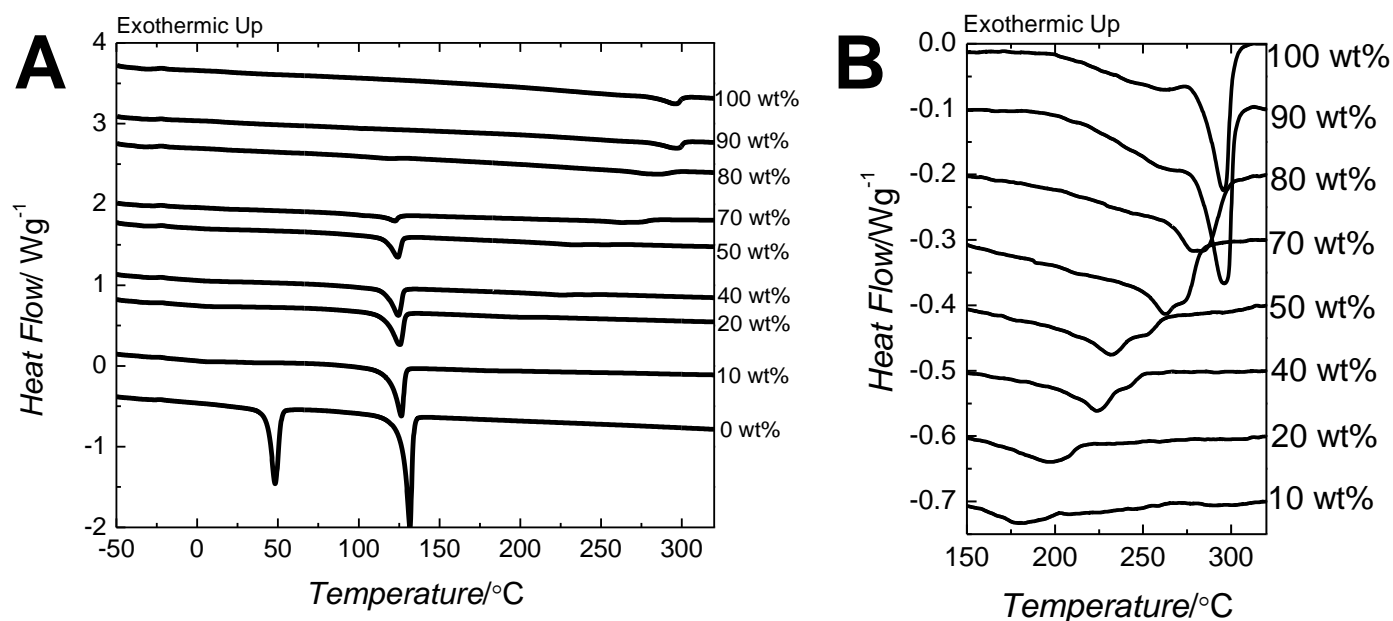 A
Exothermic Up
4
3
2
1
0
-1
-2
Heat Flow/ Wg-1
100 wt%
90 wt%
80 wt%
70 wt%
50 wt%
40 wt%
20 wt%
10 wt%
0 wt%
-50 0 50 100 150 200 250 300
Temperature/°C
B
Exothermic Up
0.0
-0.1
-0.2
-0.3
-0.4
-0.5
-0.6
-0.7
Heat Flow/Wg-1
100 wt%
90 wt%
80 wt%
70 wt%
50 wt%
40 wt%
20 wt%
10 wt%
150 200 250 300
Temperature/°C